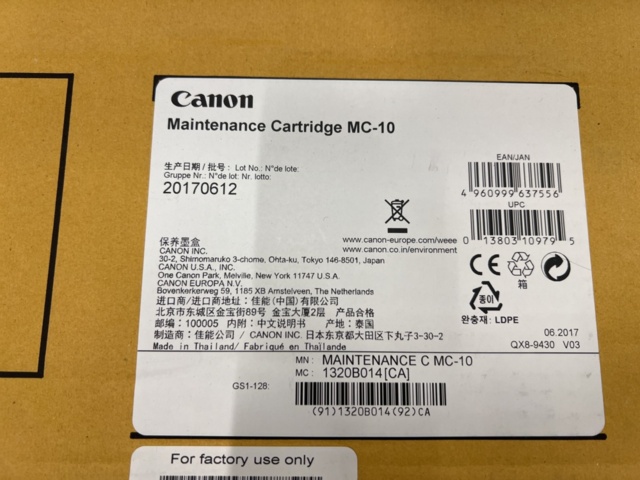 Canon
Maintenance Cartridge MC-10
生产日期 / 批号 : Lot No.: N°de lote:
Gruppe Nr.: N°de lot: Nr. lotto:
20170612
EAN/JAN
4 960999 637556
UPC
0 13803 10979 5
保养墨盒
www.canon-europe.com/weee
CANON INC.
www.canon.co.in/environment
30-2, Shimomaruko 3-chome, Ohta-ku, Tokyo 146-8501, Japan
CANON U.S.A., INC.
One Canon Park, Melville, New York 11747 U.S.A.
CANON EUROPA N.V.
Bovenkerkerweg 59, 1185 XB Amstelveen, The Netherlands
进口商/进口商地址：佳能(中国)有限公司
北京市东城区金宝街89号 金宝大厦2层 产品合格
邮编：100005 内附：中文说明书 产地：泰国
制造商：佳能公司 / CANON INC. 日本东京都大田区下丸子3-30-2
Made in Thailand/ Fabriqué en Thaïlande
CE
箱
종이
완충재: LDPE
06.2017
QX8-9430 V03
MN : MAINTENANCE C MC-10
MC : 1320B014[CA]
GS1-128:
(91)1320B014(92)CA
For factory use only